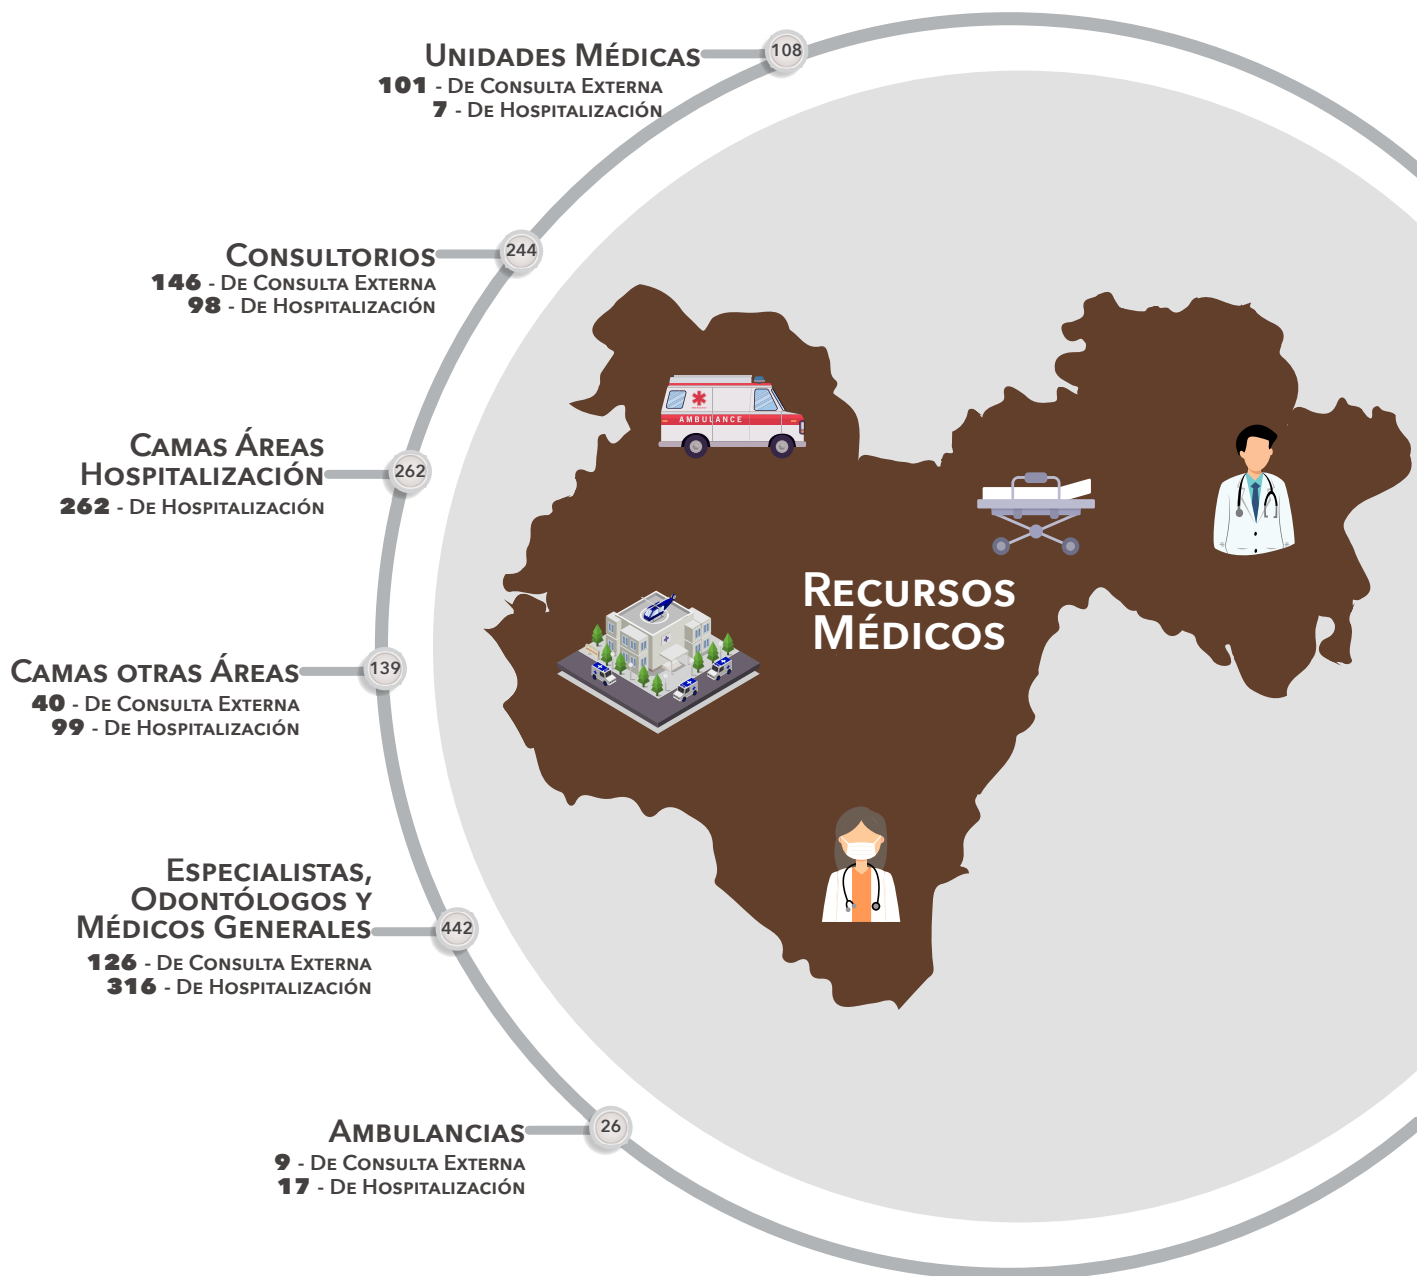 UNIDADES MÉDICAS
108
101 - DE CONSULTA EXTERNA
7 - DE HOSPITALIZACIÓN
CONSULTORIOS
244
146 - DE CONSULTA EXTERNA
98 - DE HOSPITALIZACIÓN
CAMAS ÁREAS
HOSPITALIZACIÓN
262
262 - DE HOSPITALIZACIÓN
CAMAS OTRAS ÁREAS
139
40 - DE CONSULTA EXTERNA
99 - DE HOSPITALIZACIÓN
ESPECIALISTAS,
ODONTÓLOGOS Y
MÉDICOS GENERALES
442
126 - DE CONSULTA EXTERNA
316 - DE HOSPITALIZACIÓN
AMBULANCIAS
26
9 - DE CONSULTA EXTERNA
17 - DE HOSPITALIZACIÓN
AMBULANCE
RECURSOS
MÉDICOS